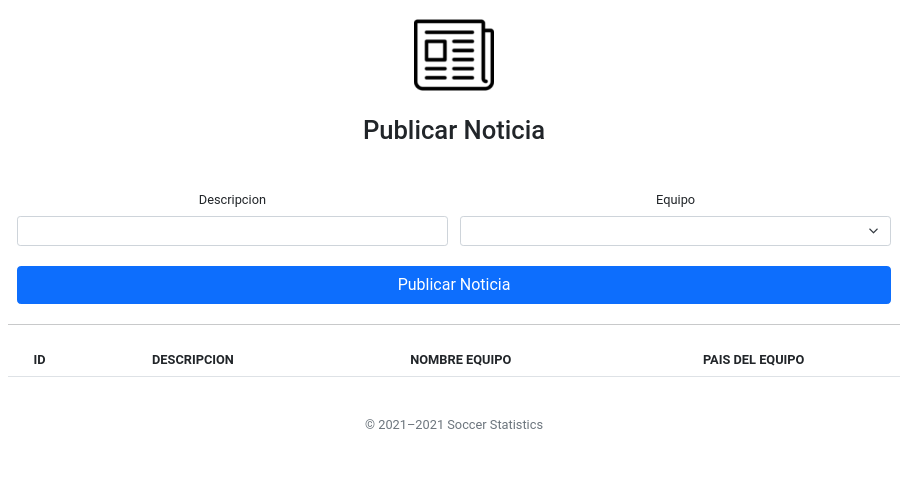 Publicar Noticia
Descripcion Equipo
Publicar Noticia
ID DESCRIPCION NOMBRE EQUIPO PAIS DEL EQUIPO
© 2021–2021 Soccer Statistics